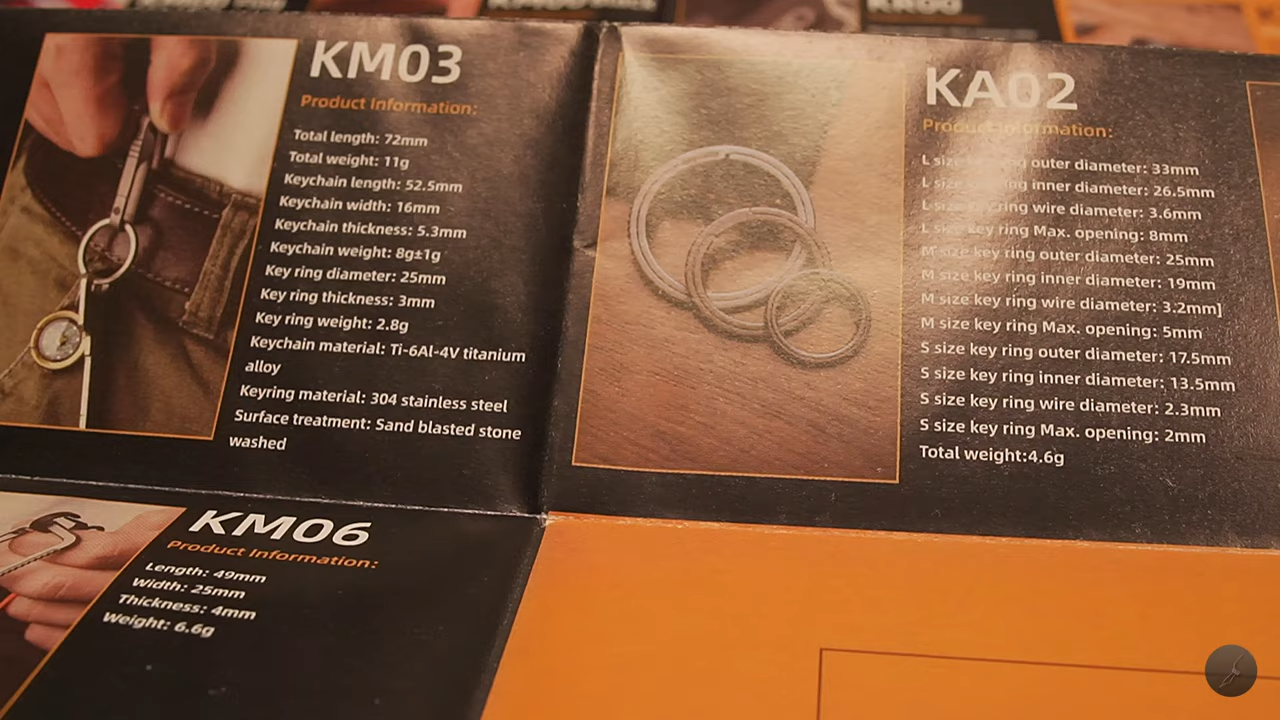 KM03
Product Information:
Total length: 72mm
Total weight: 11g
Keychain length: 52.5mm
Keychain width: 16mm
Keychain thickness: 5.3mm
Keychain weight: 8g±1g
Key ring diameter: 25mm
Key ring thickness: 3mm
Key ring weight: 2.8g
Keychain material: Ti-6Al-4V titanium
alloy
Keyring material: 304 stainless steel
Surface treatment: Sand blasted stone
washed
KA02
Product Information:
L size key ring outer diameter: 33mm
L size key ring inner diameter: 26.5mm
L size key ring wire diameter: 3.6mm
L size key ring Max. opening: 8mm
M size key ring outer diameter: 25mm
M size key ring inner diameter: 19mm
M size key ring wire diameter: 3.2mm]
M size key ring Max. opening: 5mm
S size key ring outer diameter: 17.5mm
S size key ring inner diameter: 13.5mm
S size key ring wire diameter: 2.3mm
S size key ring Max. opening: 2mm
Total weight:4.6g
KM06
Product Information:
Length: 49mm
Width: 25mm
Thickness: 4mm
Weight: 6.6g